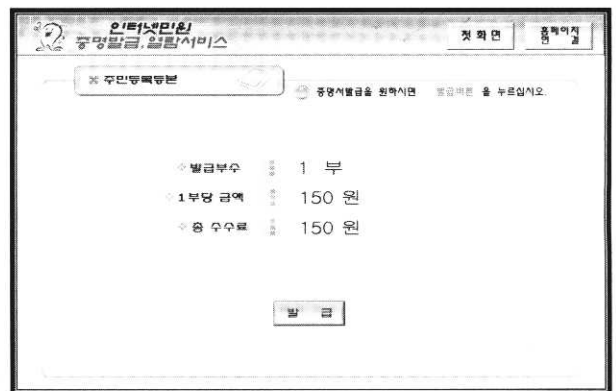 인터넷민원
증명발급,열람서비스
첫화면
홈페이지
연 결
※ 주민등록등본
증명서발급을 원하시면 발급버튼 을 누르십시오.
발급부수 1 부
1부당 금액 150 원
총 수수료 150 원
발 급